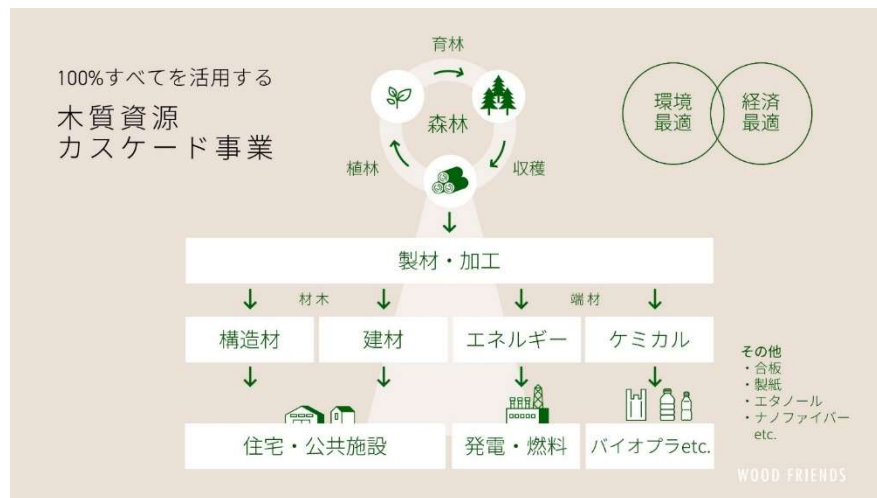 100%すべてを活用する
木質資源
カスケード事業
育林
森林
植林
収穫
環境
最適
経済
最適
製材・加工
材木
端材
構造材
建材
エネルギー
ケミカル
住宅・公共施設
発電・燃料
バイオプラetc.
その他
・合板
・製紙
・エタノール
・ナノファイバー
etc.
WOOD FRIENDS